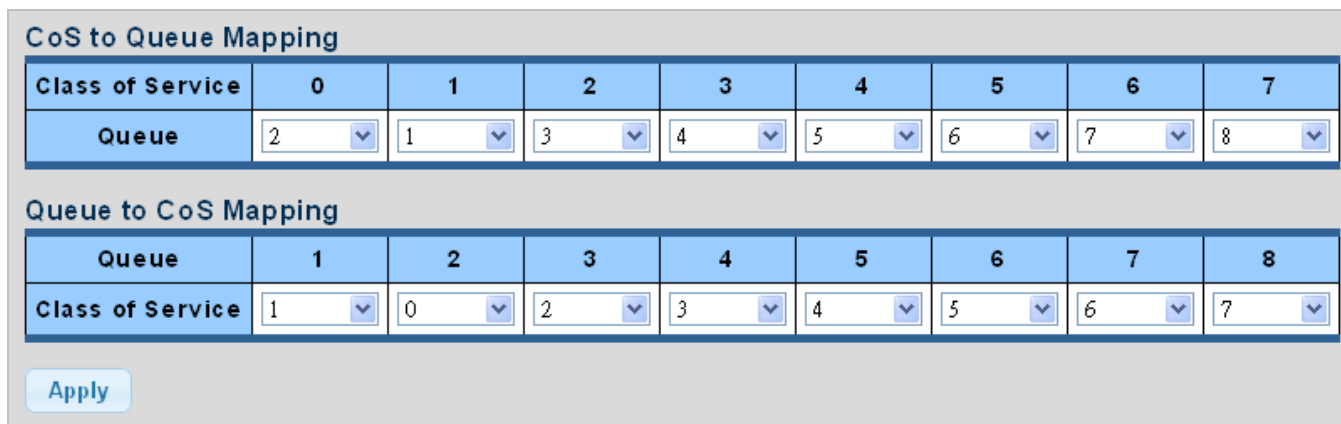 CoS to Queue Mapping
Class of Service 0 1 2 3 4 5 6 7
Queue 2 1 3 4 5 6 7 8
Queue to CoS Mapping
Queue 1 2 3 4 5 6 7 8
Class of Service 1 0 2 3 4 5 6 7
Apply